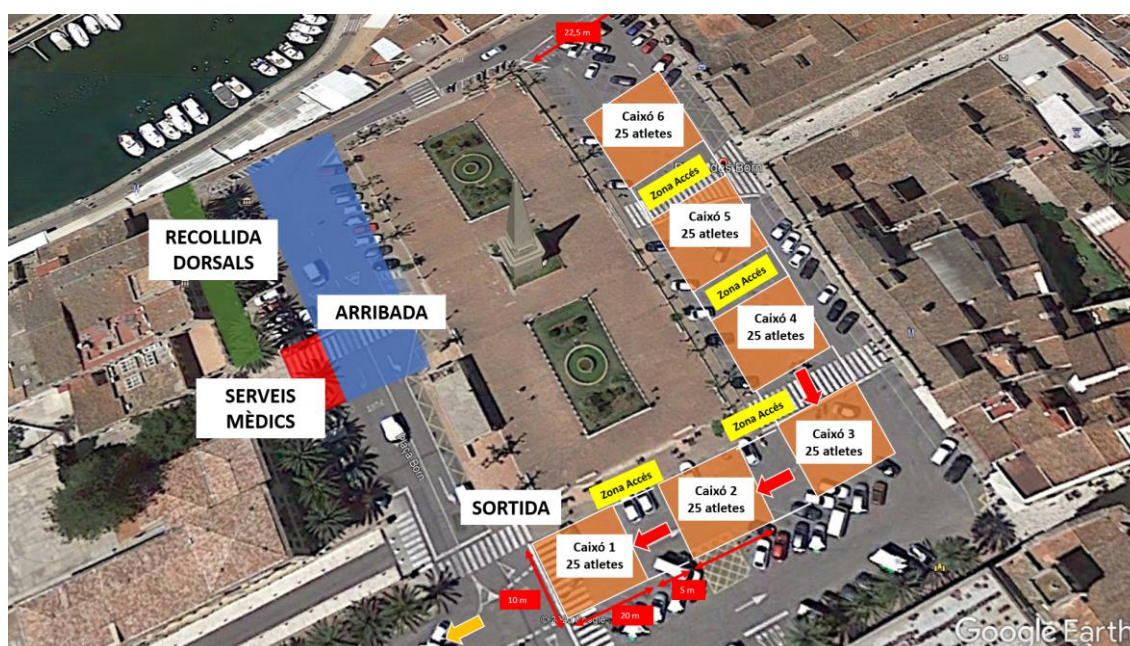 22,5 m
Caixó 6
25 atletes
Zona Accés
Caixó 5
25 atletes
Zona Accés
RECOLLIDA
DORSALS
ARRIBADA
Caixó 4
25 atletes
SERVEIS
MÈDICS
Plaça Born
Zona Accés
Caixó 3
25 atletes
Zona Accés
Caixó 2
25 atletes
SORTIDA
Caixó 1
25 atletes
10 m
5 m
20 m
Google Earth